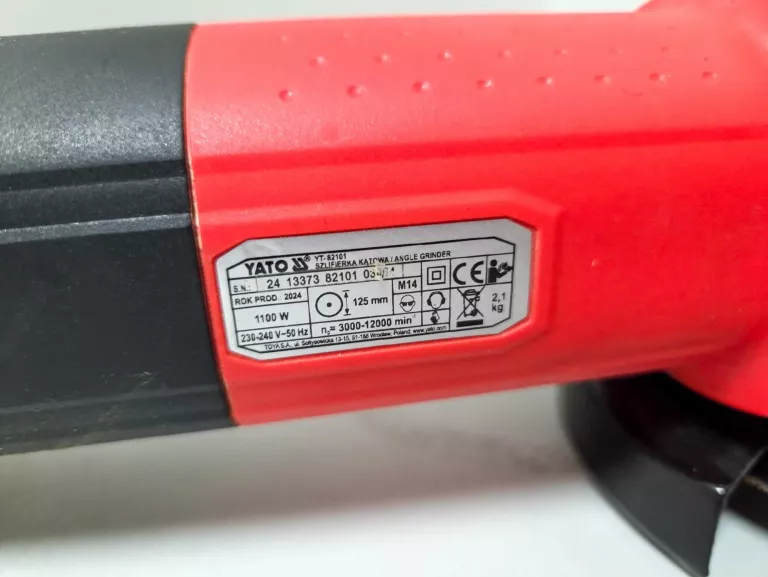 YATO ® YT-82101
SZLIFIERKA KĄTOWA / ANGLE GRINDER
S.N.: 24 13373 82101
ROK PROD.: 2024
125 mm
M14
CE
1100 W
2,1 kg
230-240 V~50 Hz
n₀= 3000-12000 min⁻¹
TOYA S.A., ul. Sołtysowicka 13-15, 51-168 Wrocław, Poland, www.yato.com